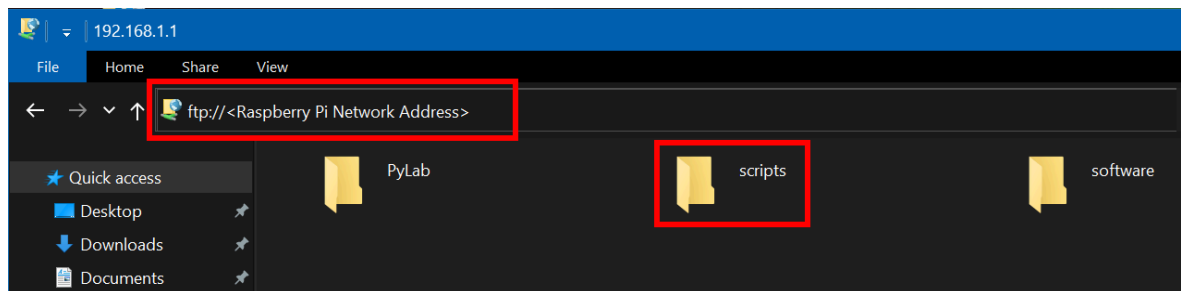 192.168.1.1
File Home Share View
ftp://<Raspberry Pi Network Address>
Quick access
Desktop
Downloads
Documents
PyLab scripts software